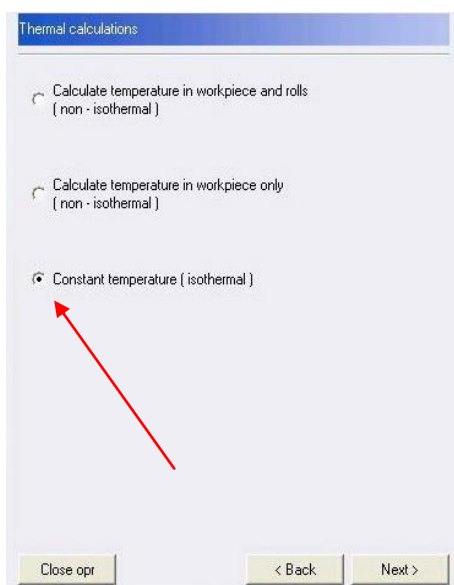 Thermal calculations
Calculate temperature in workpiece and rolls
( non - isothermal )
Calculate temperature in workpiece only
( non - isothermal )
Constant temperature ( isothermal )
Close opr
< Back
Next >